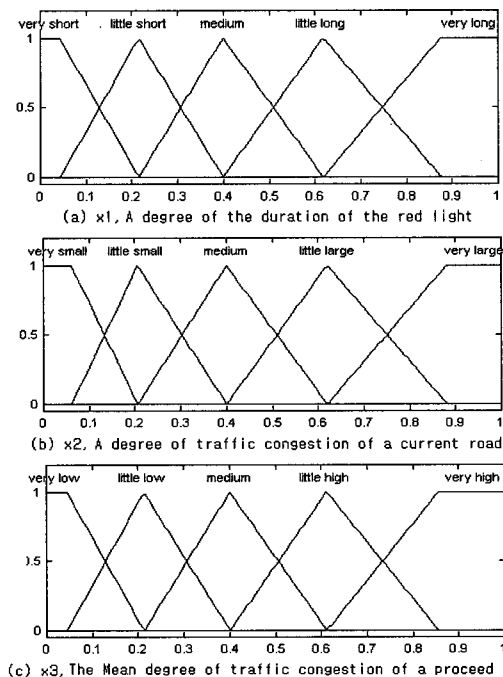 very short little short medium little long very long
1
0.5
0
0 0.1 0.2 0.3 0.4 0.5 0.6 0.7 0.8 0.9 1
(a) x1, A degree of the duration of the red light
very small little small medium little large very large
1
0.5
0
0 0.1 0.2 0.3 0.4 0.5 0.6 0.7 0.8 0.9 1
(b) x2, A degree of traffic congestion of a current road
very low little low medium little high very high
1
0.5
0
0 0.1 0.2 0.3 0.4 0.5 0.6 0.7 0.8 0.9 1
(c) x3, The Mean degree of traffic congestion of a proceed